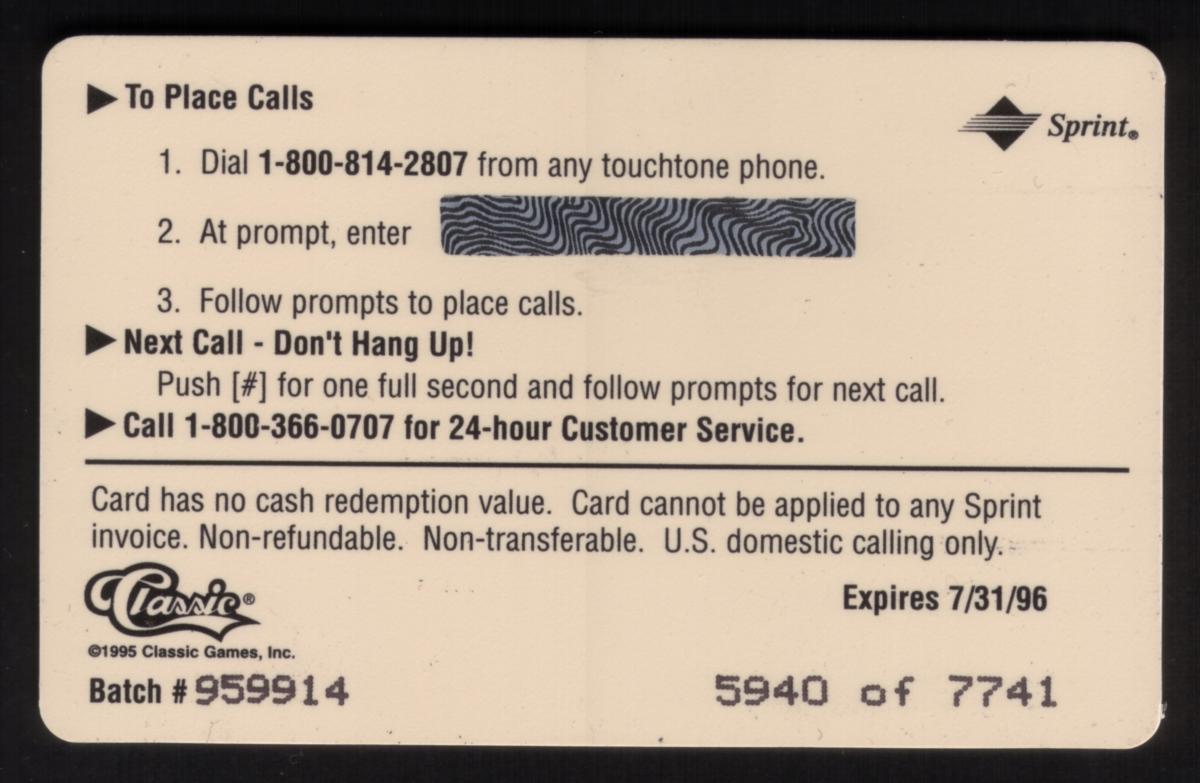 ▶ To Place Calls
Sprint®
1. Dial 1-800-814-2807 from any touchtone phone.
2. At prompt, enter
3. Follow prompts to place calls.
▶ Next Call - Don't Hang Up!
Push [#] for one full second and follow prompts for next call.
▶ Call 1-800-366-0707 for 24-hour Customer Service.
Card has no cash redemption value. Card cannot be applied to any Sprint
invoice. Non-refundable. Non-transferable. U.S. domestic calling only.
Classic®
Expires 7/31/96
©1995 Classic Games, Inc.
Batch # 959914
5940 of 7741